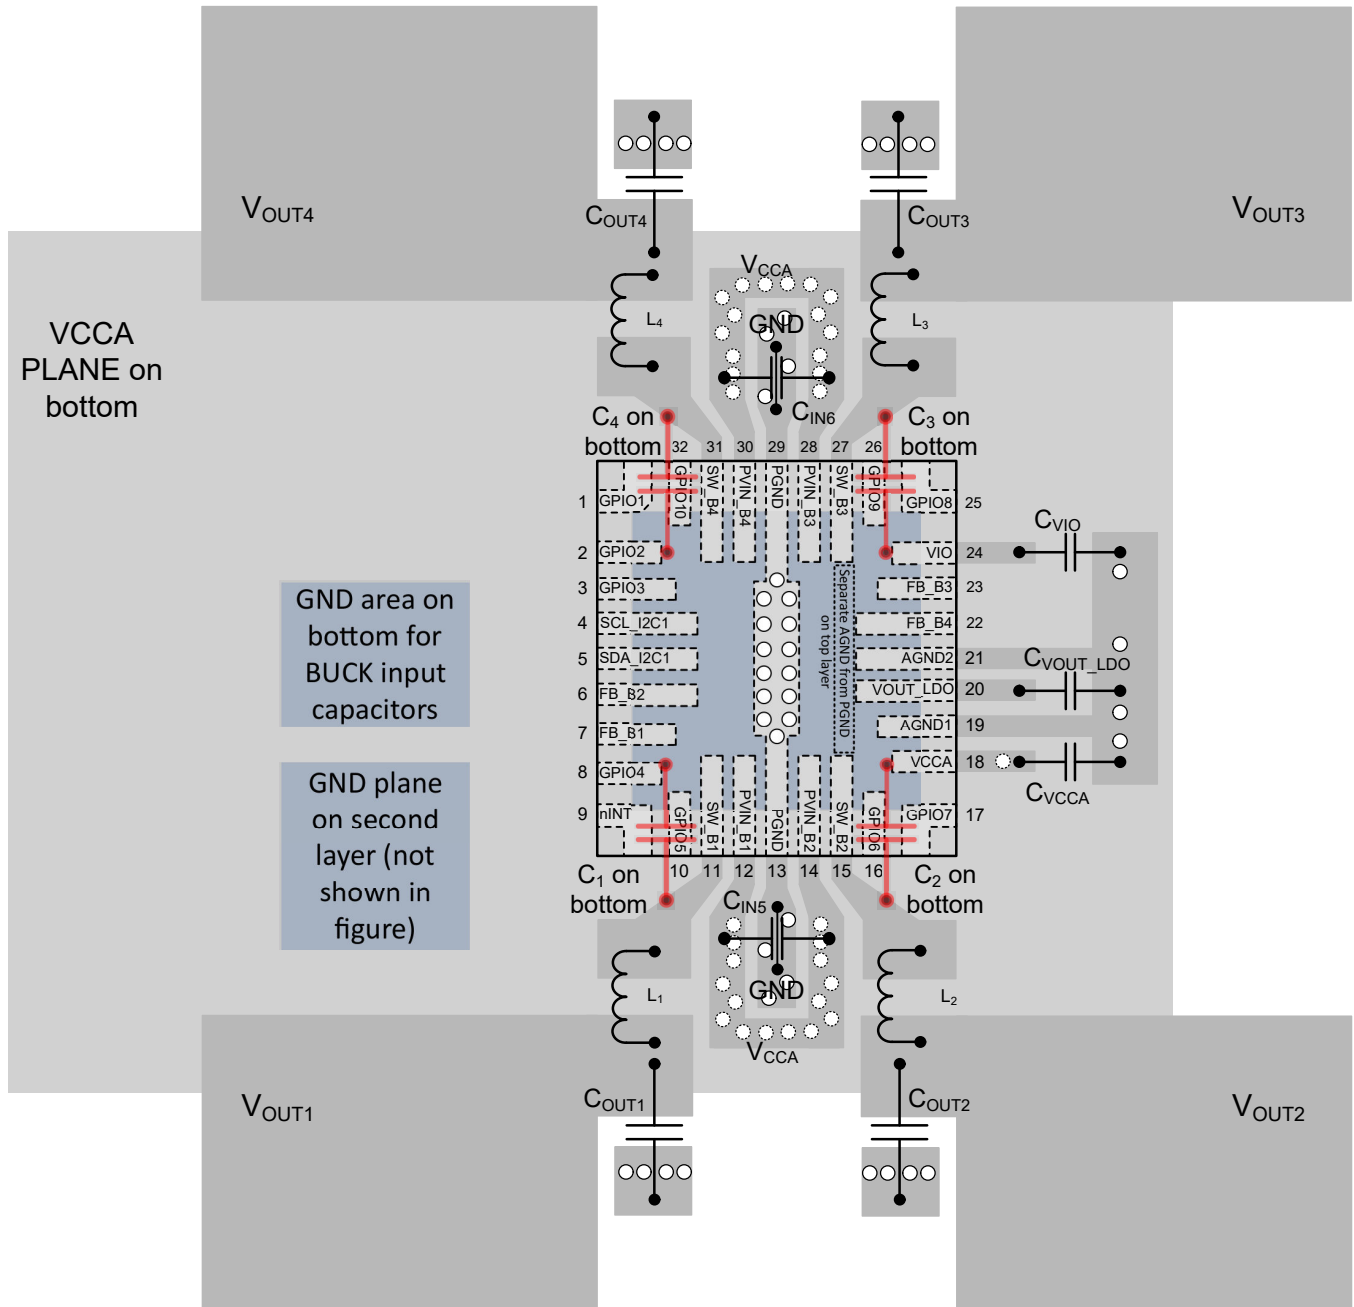 VOUT4
COUT4
COUT3
VOUT3
VCCA
L4
GND
L3
VCCA
PLANE on
bottom
CIN6
C4 on
bottom
C3 on
bottom
32
31
30
29
28
27
26
GPIO10
SW_B4
PVIN_B4
PGND
PVIN_B3
SW_B3
GPIO9
1 GPIO1
2 GPIO2
3 GPIO3
4 SCL_I2C1
5 SDA_I2C1
6 FB_B2
7 FB_B1
8 GPIO4
9 nINT
GPIO8 25
VIO 24
FB_B3 23
FB_B4 22
AGND2 21
VOUT_LDO 20
AGND1 19
VCCA 18
GPIO7 17
Separate AGND from PGND
on top layer
CVIO
CVOUT_LDO
CVCCA
GND area on
bottom for
BUCK input
capacitors
GND plane
on second
layer (not
shown in
figure)
GPIO5
SW_B1
PVIN_B1
PGND
PVIN_B2
SW_B2
GPIO6
10
11
12
13
14
15
16
C1 on
bottom
C2 on
bottom
CIN5
GND
L1
L2
VCCA
VOUT1
COUT1
COUT2
VOUT2